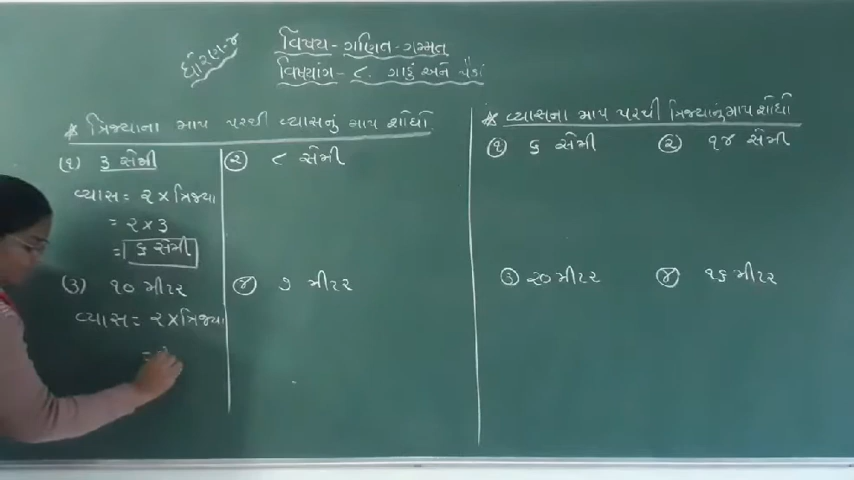 ધોરણ-૪
વિષય - ગણિત-ગમ્મત
વિષયાંગ - ૮. ગાડું અને પૈડાં
* ત્રિજ્યાના માપ પરથી વ્યાસનું માપ શોધો
(૧) ૩ સેમી
વ્યાસ = ૨ × ત્રિજ્યા
= ૨ × ૩
= ૬ સેમી
(૨) ૮ સેમી
(૩) ૧૦ મીટર
વ્યાસ = ૨ × ત્રિજ્યા
=
(૪) ૭ મીટર
* વ્યાસના માપ પરથી ત્રિજ્યાનું માપ શોધો
(૧) ૬ સેમી
(૨) ૧૪ સેમી
(૩) ૨૦ મીટર
(૪) ૧૬ મીટર